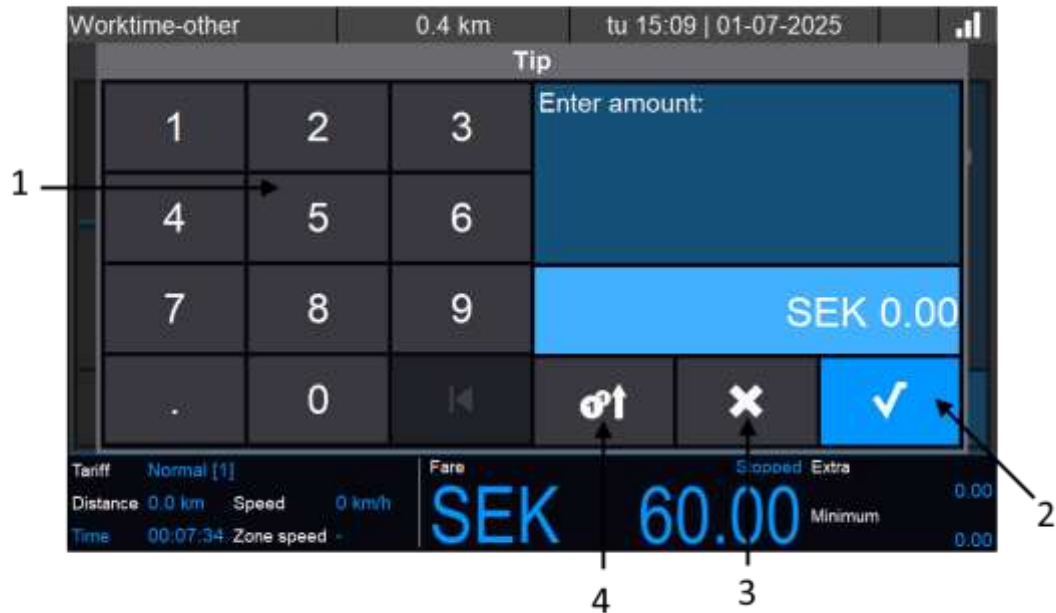 Worktime-other 0.4 km tu 15:09 | 01-07-2025
Tip
1 2 3 Enter amount:
1
4 5 6
7 8 9 SEK 0.00
. 0
Tariff Normal [1] Fare Stopped Extra
Distance 0.0 km Speed 0 km/h SEK 60.00 0.00
Minimum
Time 00:07:34 Zone speed - 0.00
2
4 3